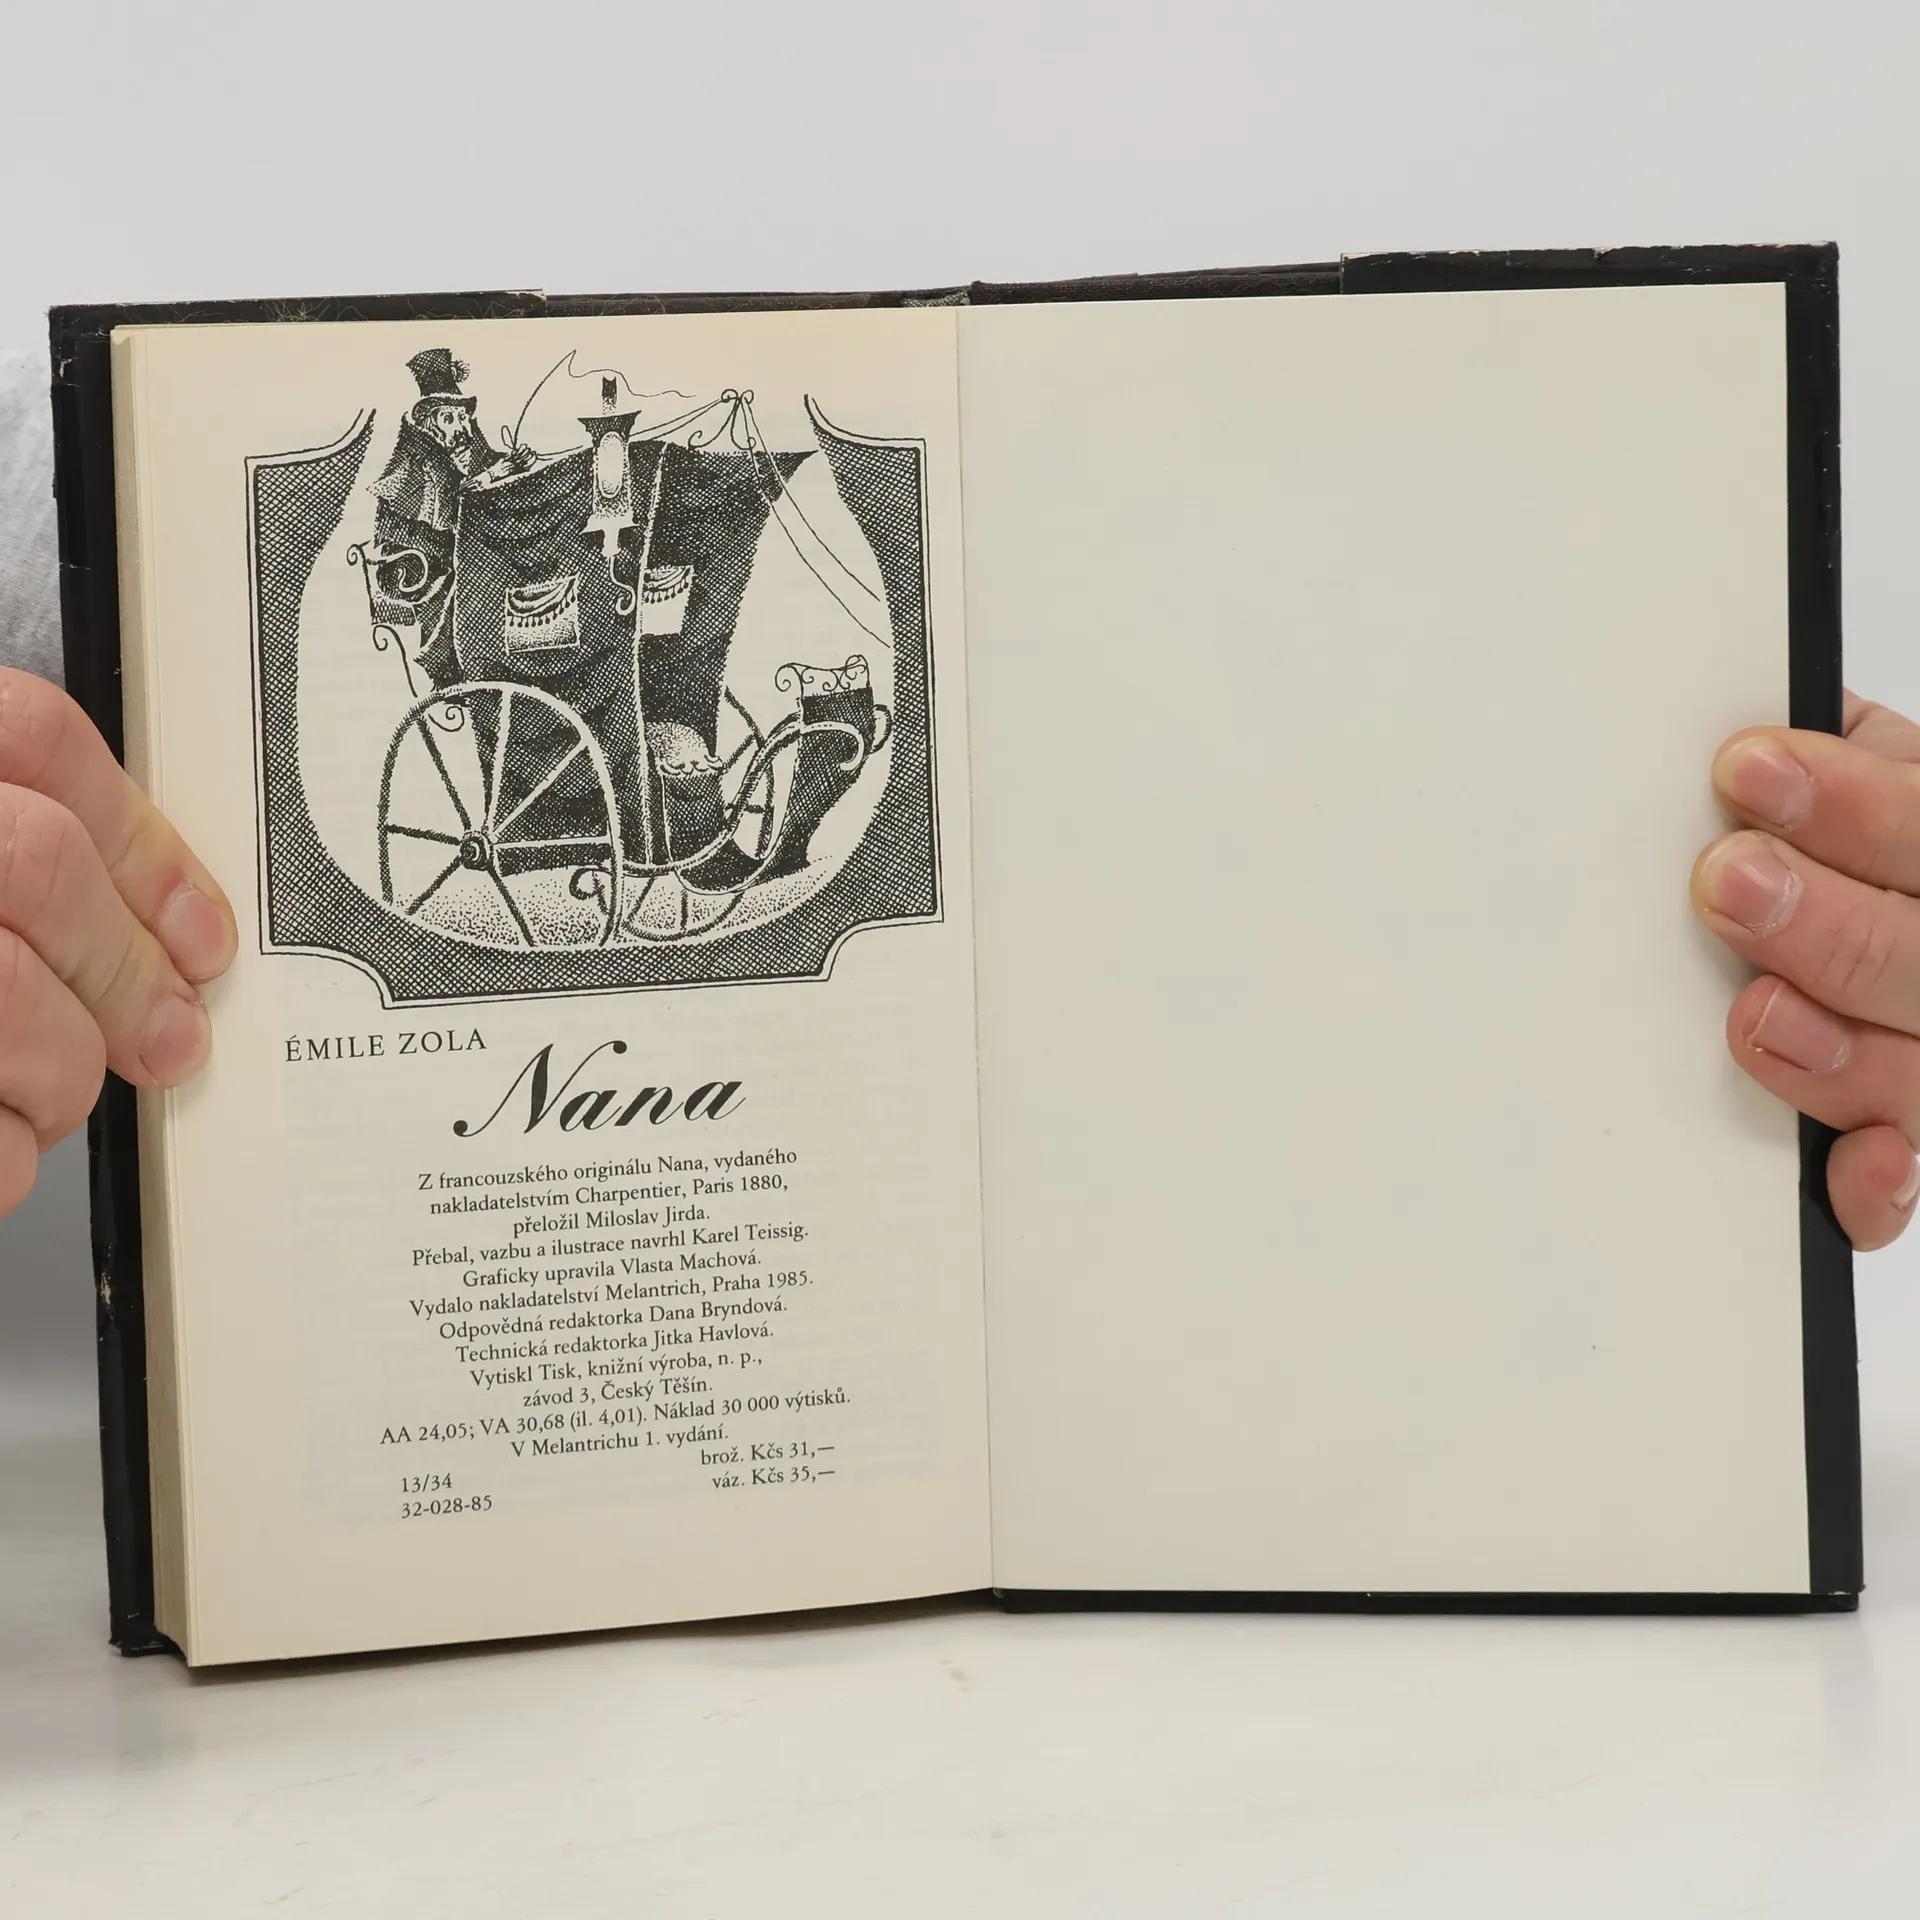 ÉMILE ZOLA
Nana
Z francouzského originálu Nana, vydaného
nakladatelstvím Charpentier, Paris 1880,
přeložil Miloslav Jirda.
Přebal, vazbu a ilustrace navrhl Karel Teissig.
Graficky upravila Vlasta Machová.
Vydalo nakladatelství Melantrich, Praha 1985.
Odpovědná redaktorka Dana Bryndová.
Technická redaktorka Jitka Havlová.
Vytiskl Tisk, knižní výroba, n. p.,
závod 3, Český Těšín.
AA 24,05; VA 30,68 (il. 4,01). Náklad 30 000 výtisků.
V Melantrichu 1. vydání.
brož. Kčs 31,—
13/34 váz. Kčs 35,—
32-028-85